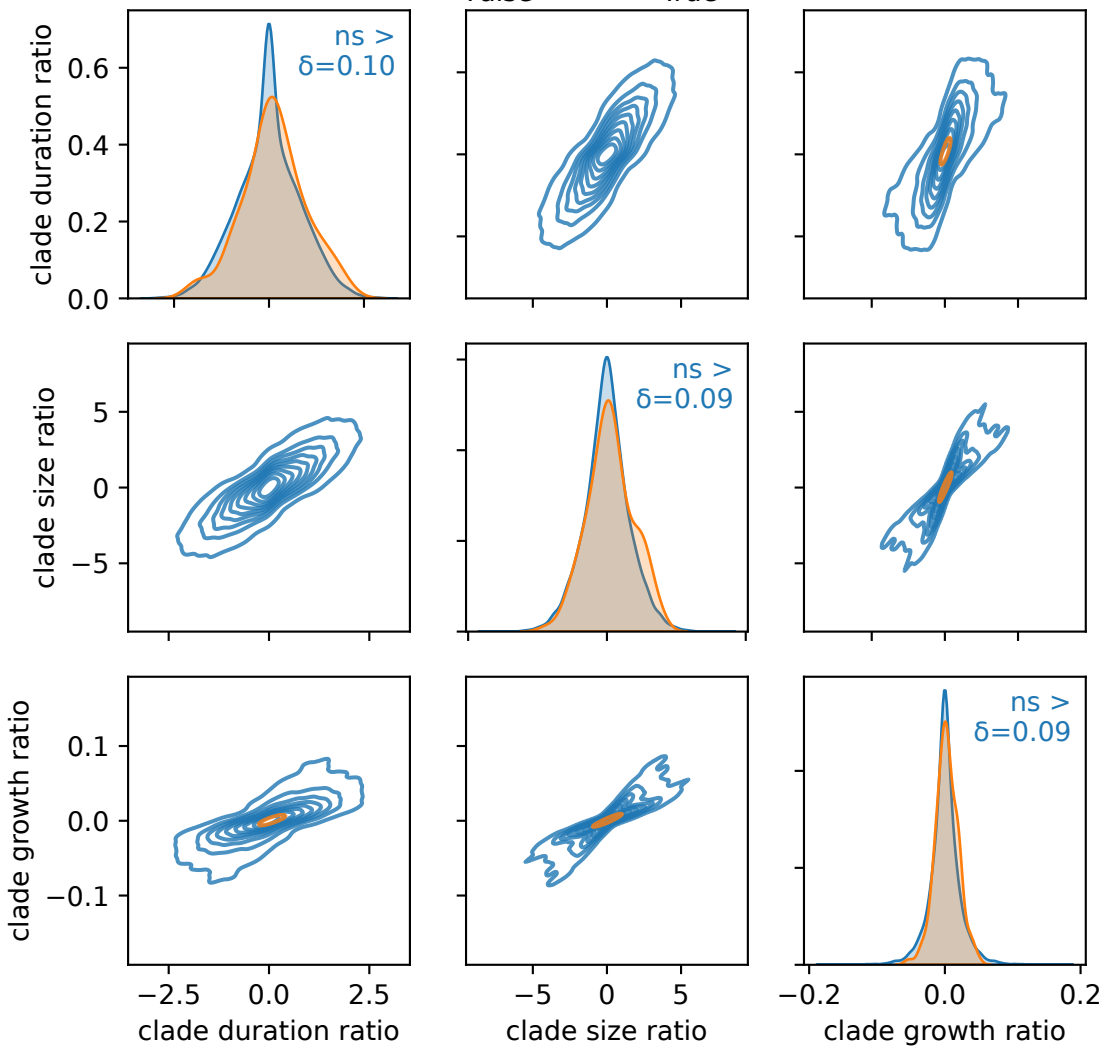 clade duration ratio
0.6
0.4
0.2
0.0
ns >
δ=0.10
clade size ratio
5
0
−5
ns >
δ=0.09
clade growth ratio
0.1
0.0
−0.1
ns >
δ=0.09
−2.5 0.0 2.5
−5 0 5
−0.2 0.0 0.2
clade duration ratio
clade size ratio
clade growth ratio